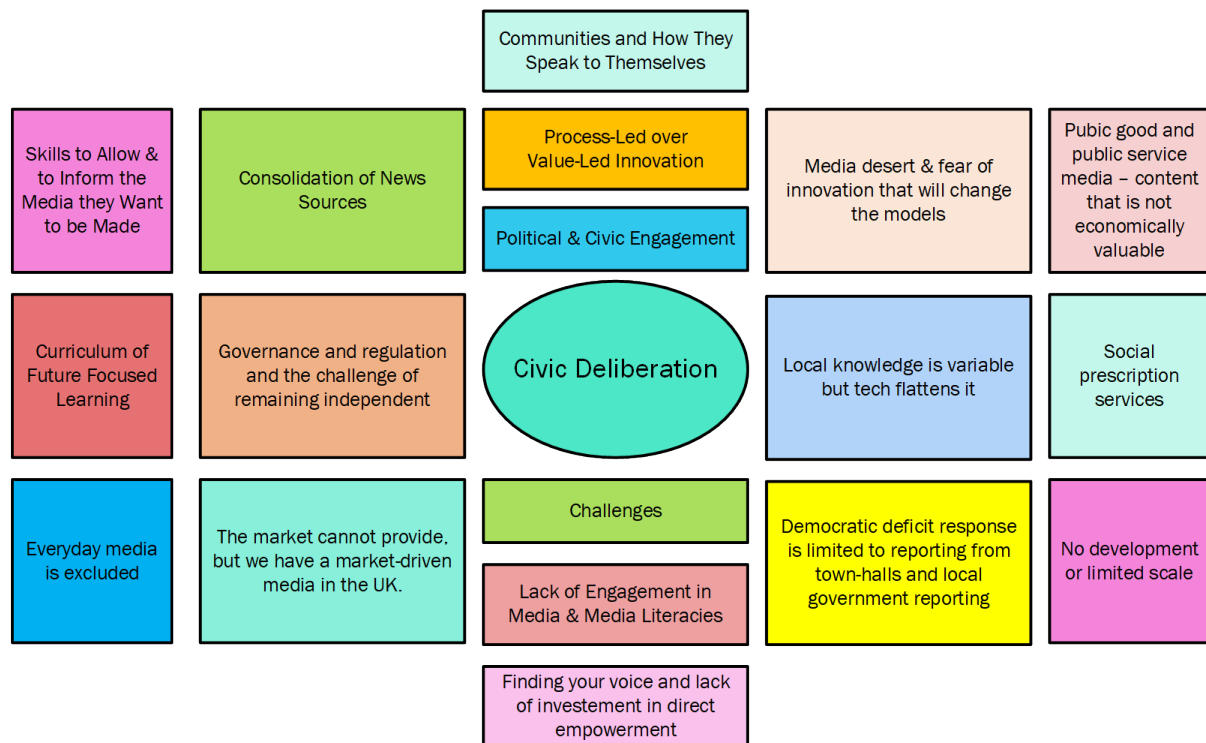 Communities and How They
Speak to Themselves
Skills to Allow &
to Inform the
Media they Want
to be Made
Consolidation of News
Sources
Process-Led over
Value-Led Innovation
Political & Civic Engagement
Media desert & fear of
innovation that will change
the models
Pubic good and
public service
media – content
that is not
economically
valuable
Curriculum of
Future Focused
Learning
Governance and regulation
and the challenge of
remaining independent
Civic Deliberation
Local knowledge is variable
but tech flattens it
Social
prescription
services
Everyday media
is excluded
The market cannot provide,
but we have a market-driven
media in the UK.
Challenges
Lack of Engagement in
Media & Media Literacies
Democratic deficit response
is limited to reporting from
town-halls and local
government reporting
No development
or limited scale
Finding your voice and lack
of investement in direct
empowerment